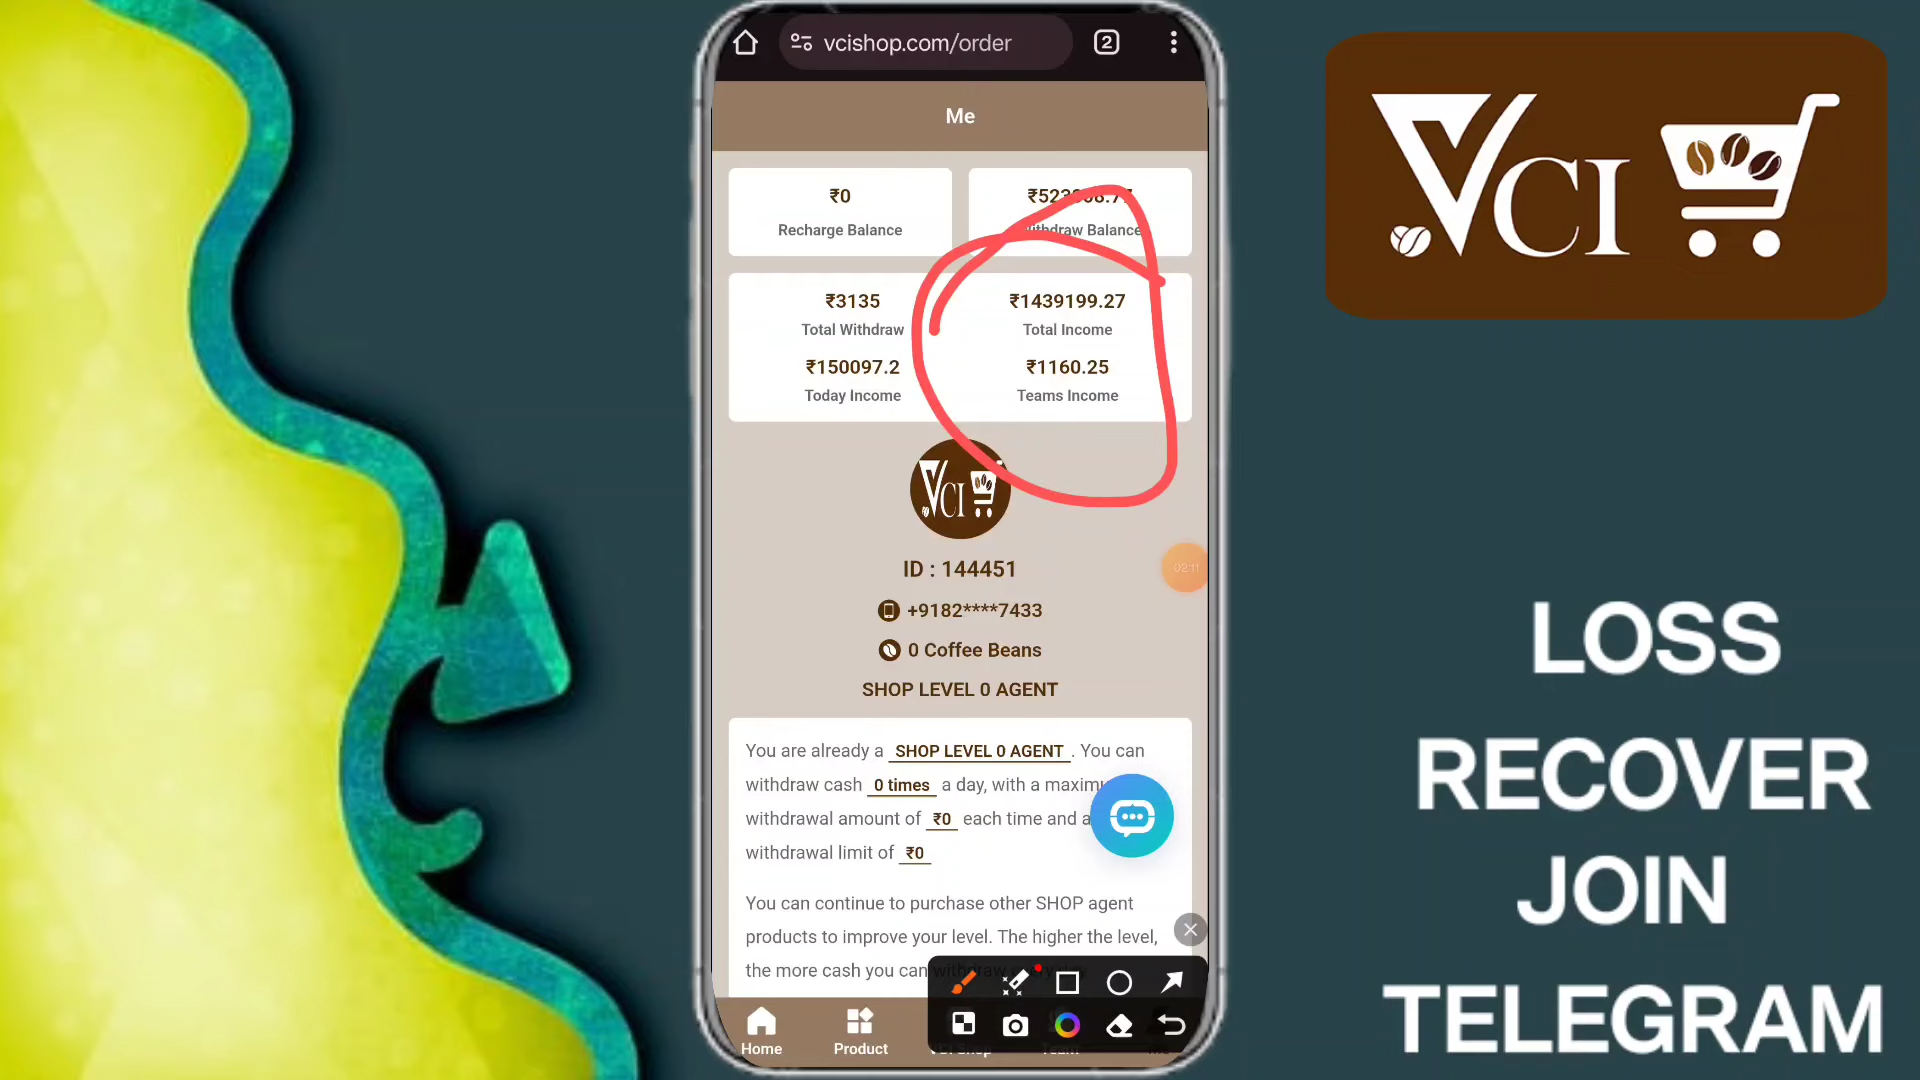 vcishop.com/order
2
Me
₹0
Recharge Balance
Withdraw Balance
₹3135
Total Withdraw
₹1439199.27
Total Income
₹150097.2
Today Income
₹1160.25
Teams Income
VCI
ID : 144451
02:11
+9182****7433
0 Coffee Beans
SHOP LEVEL 0 AGENT
You are already a SHOP LEVEL 0 AGENT . You can
withdraw cash 0 times a day, with a
withdrawal amount of ₹0 each time and
withdrawal limit of ₹0
You can continue to purchase other SHOP agent
products to improve your level. The higher the level,
the more cash you can withdraw
Home
Product
VCI
LOSS
RECOVER
JOIN
TELEGRAM